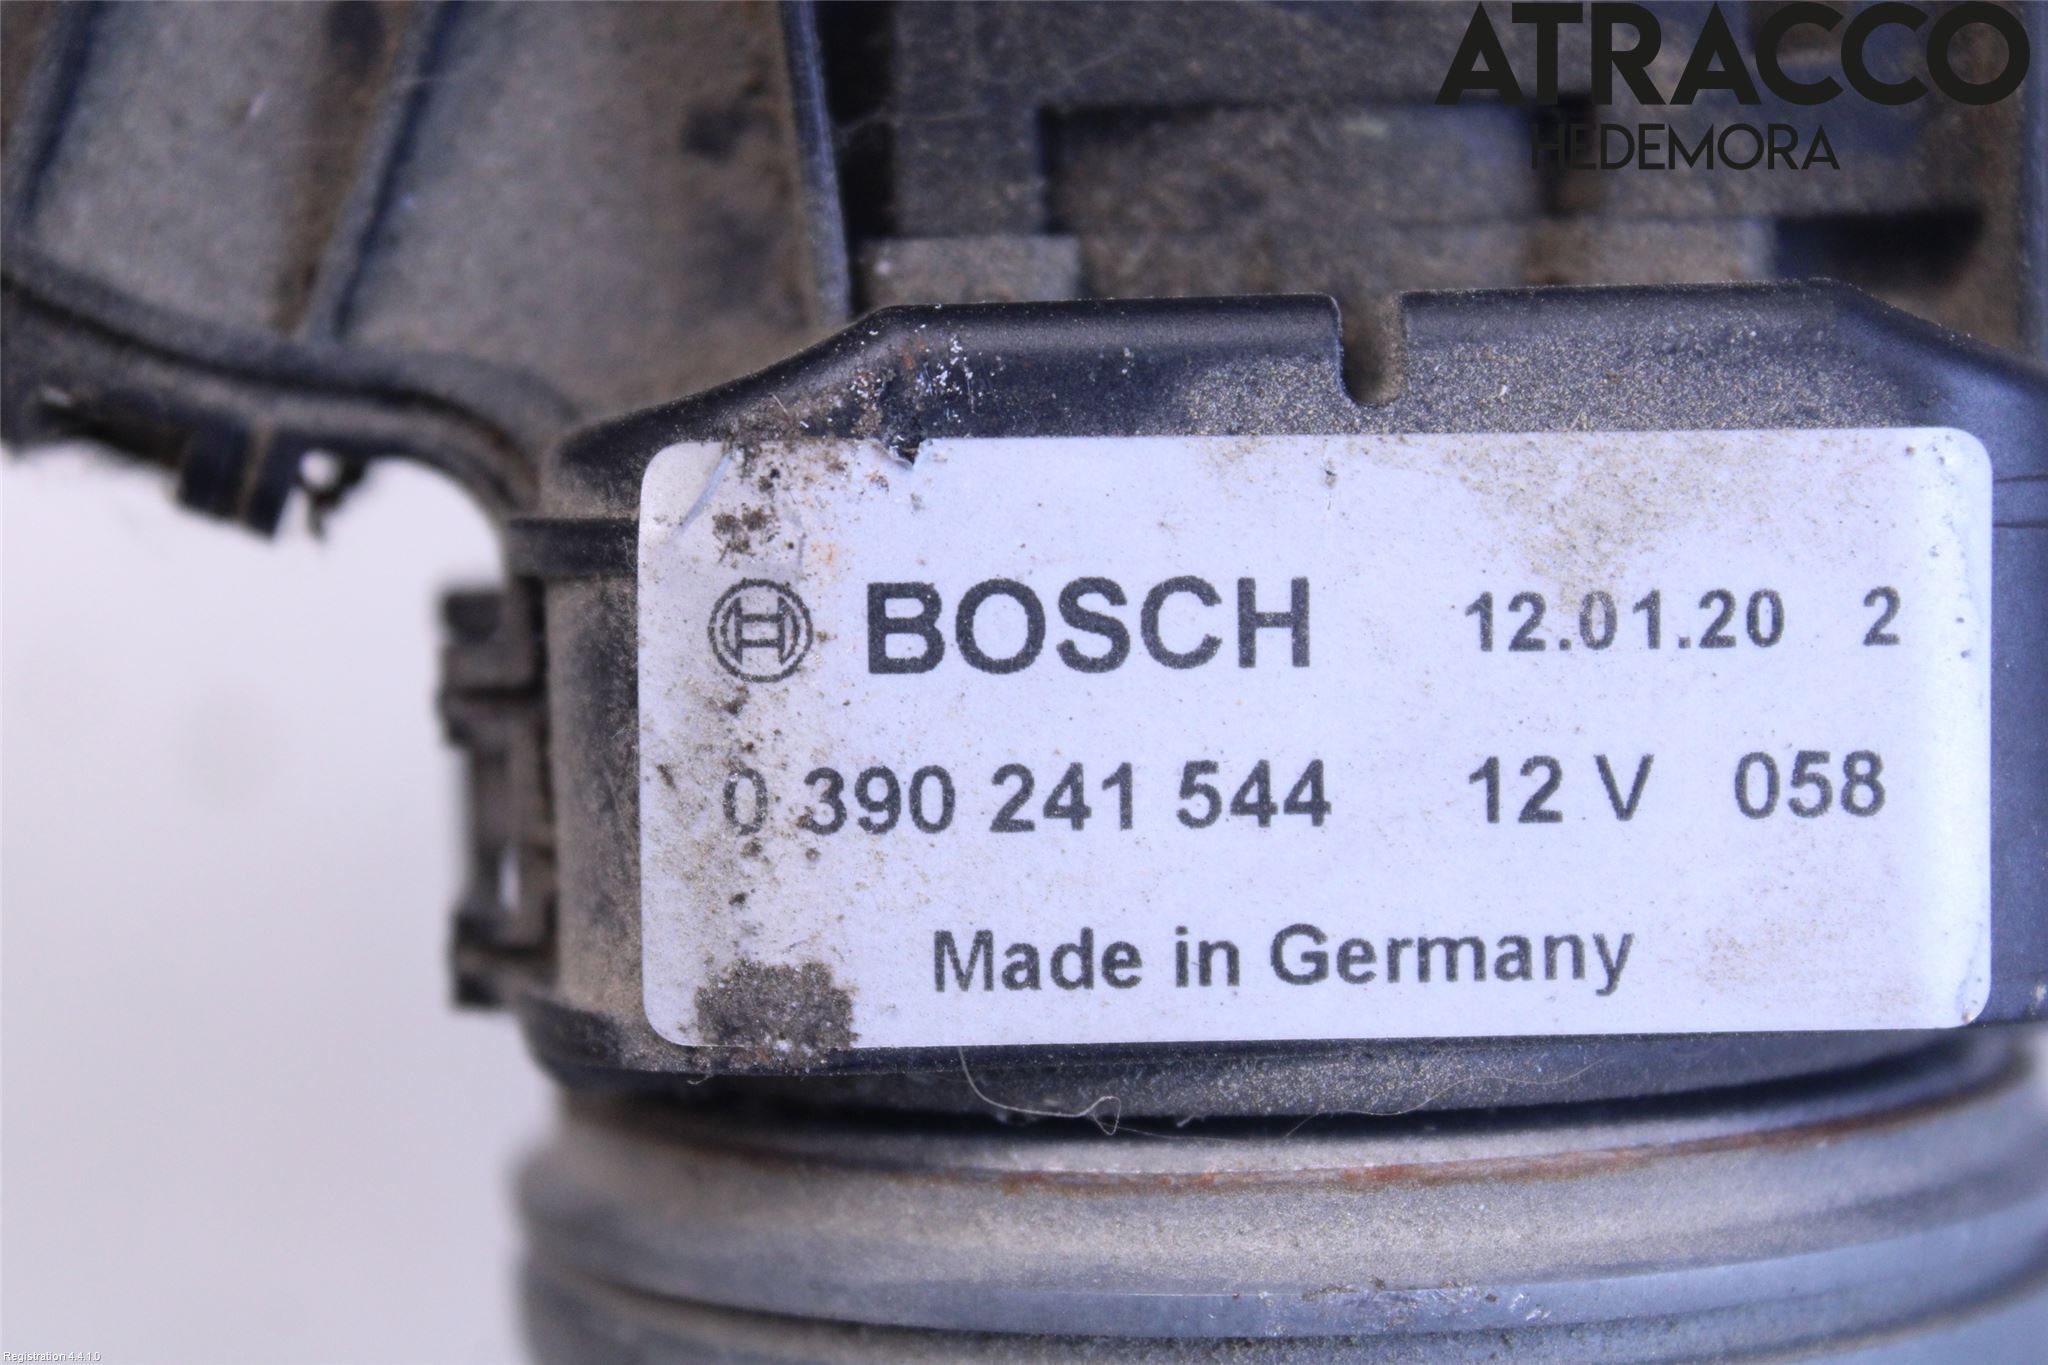 ATRACCO
HEDEMORA
BOSCH 12.01.20 2
0 390 241 544 12 V 058
Made in Germany
Registration 4.4.1.0